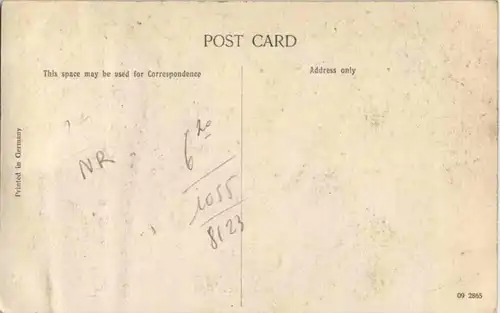 POST CARD
This space may be used for Correspondence
Address only
Printed in Germany
NR
6 20
1055
8123
09 2865